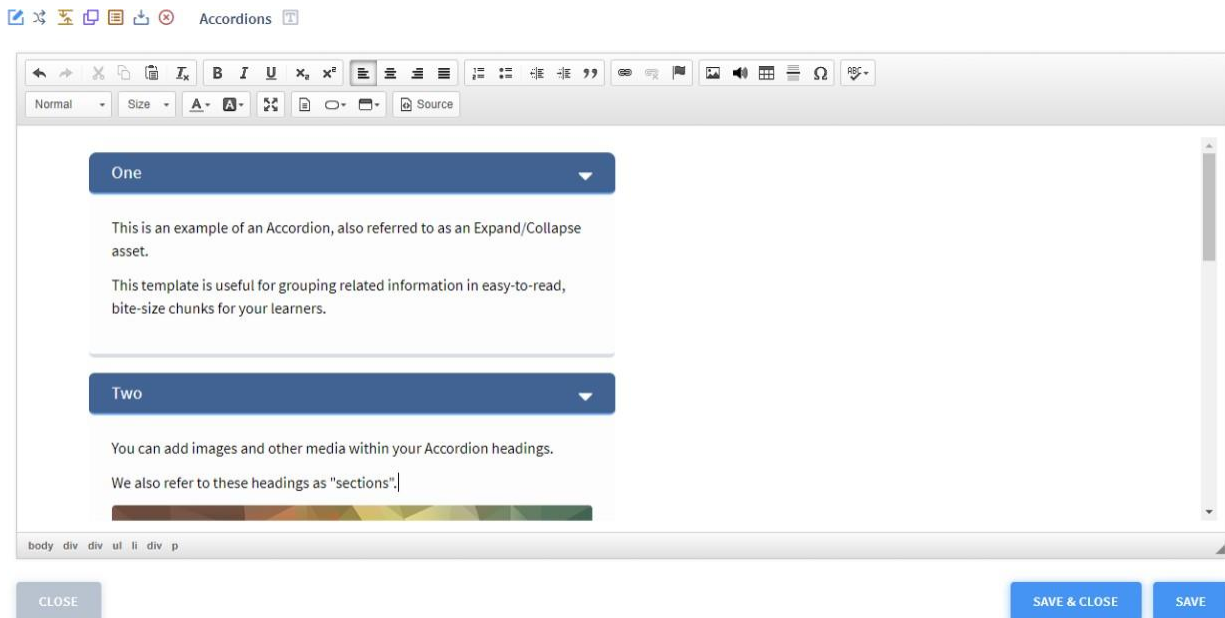 Accordions
Normal Size A A Source
One
This is an example of an Accordion, also referred to as an Expand/Collapse
asset.
This template is useful for grouping related information in easy-to-read,
bite-size chunks for your learners.
Two
You can add images and other media within your Accordion headings.
We also refer to these headings as "sections".
body div div ul li div p
CLOSE SAVE & CLOSE SAVE